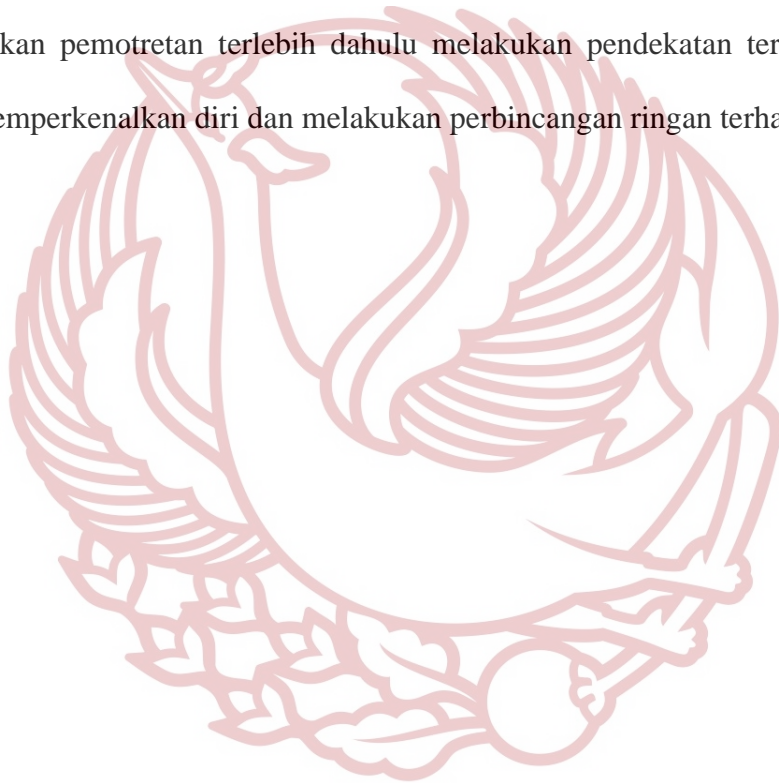 kan pemotretan terlebih dahulu melakukan pendekatan ter
emperkenalkan diri dan melakukan perbincangan ringan terha